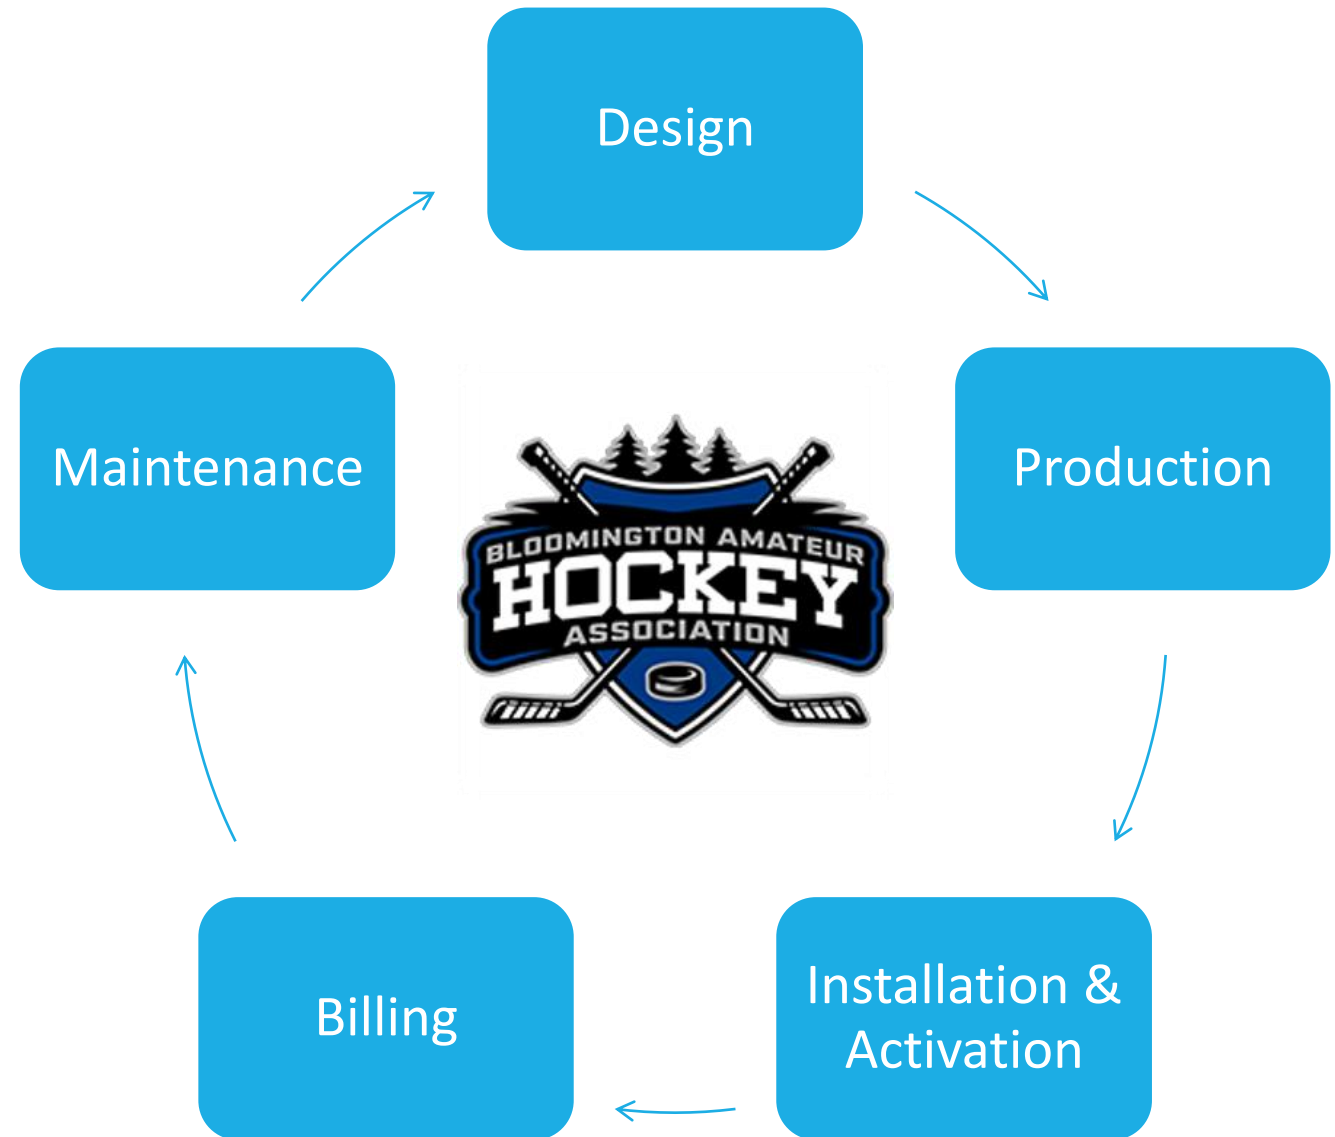 Design
Maintenance
Production
BLOOMINGTON AMATEUR
HOCKEY
ASSOCIATION
Billing
Installation &
Activation